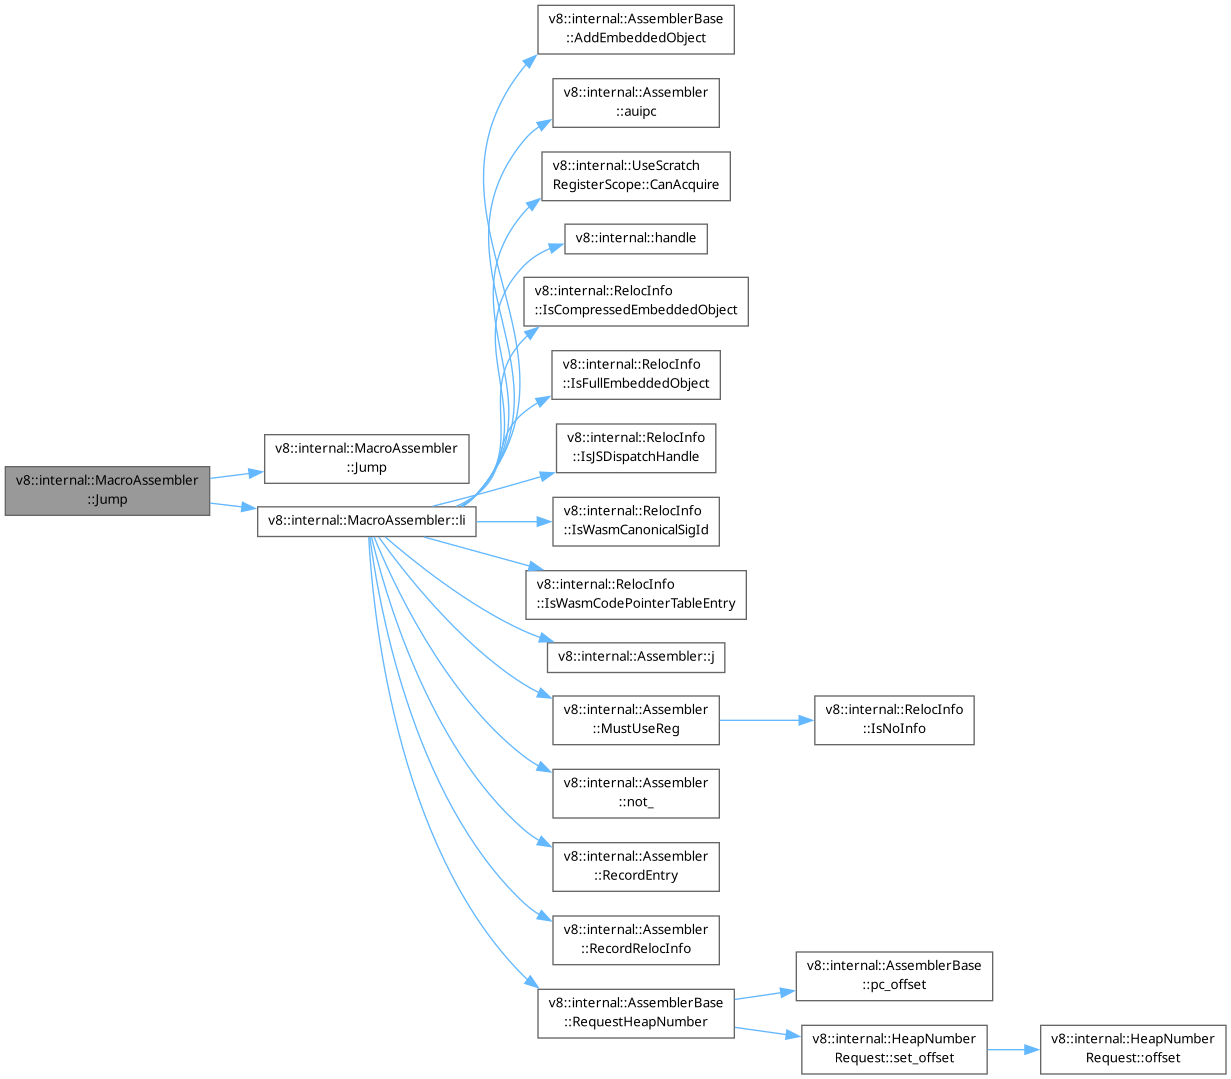 v8::internal::AssemblerBase
::AddEmbeddedObject
v8::internal::Assembler
::auipc
v8::internal::UseScratch
RegisterScope::CanAcquire
v8::internal::handle
v8::internal::RelocInfo
::IsCompressedEmbeddedObject
v8::internal::RelocInfo
::IsFullEmbeddedObject
v8::internal::RelocInfo
::IsJSDispatchHandle
v8::internal::MacroAssembler
::Jump
v8::internal::MacroAssembler
::Jump
v8::internal::MacroAssembler::li
v8::internal::RelocInfo
::IsWasmCanonicalSigId
v8::internal::RelocInfo
::IsWasmCodePointerTableEntry
v8::internal::Assembler::j
v8::internal::Assembler
::MustUseReg
v8::internal::RelocInfo
::IsNoInfo
v8::internal::Assembler
::not_
v8::internal::Assembler
::RecordEntry
v8::internal::Assembler
::RecordRelocInfo
v8::internal::AssemblerBase
::RequestHeapNumber
v8::internal::AssemblerBase
::pc_offset
v8::internal::HeapNumber
Request::set_offset
v8::internal::HeapNumber
Request::offset